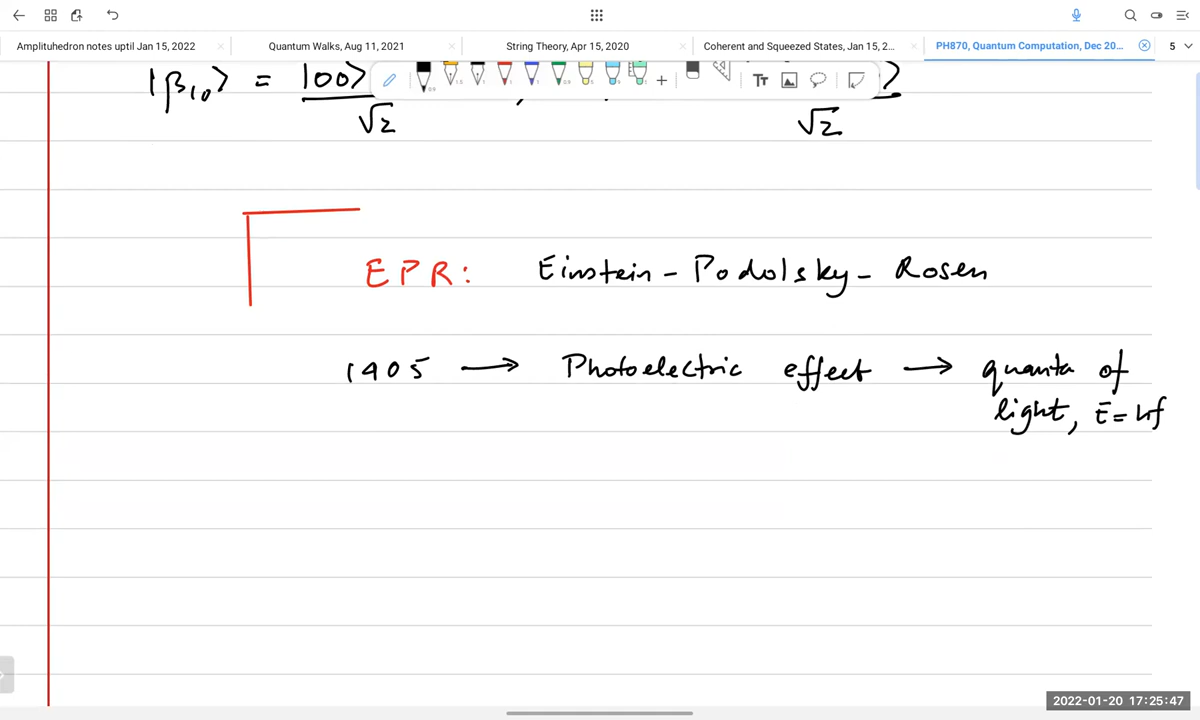 Amplituhedron notes uptil Jan 15, 2022 Quantum Walks, Aug 11, 2021 String Theory, Apr 15, 2020 Coherent and Squeezed States, Jan 15, 2... PH870, Quantum Computation, Dec 20... 5
|β₁₀⟩ = |00⟩
√2 √2
Tт
EPR: Einstein - Podolsky - Rosen
1905 → Photoelectric effect → quanta of
light, E = hf
2022-01-20 17:25:47